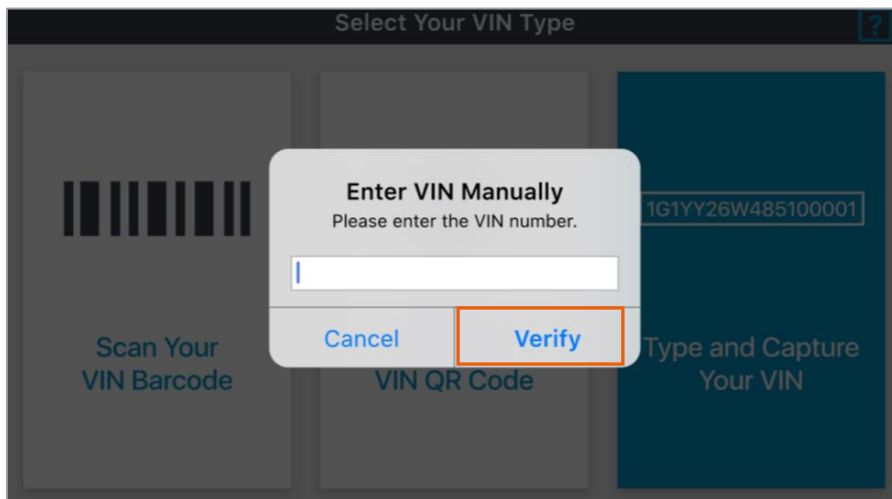 Select Your VIN Type
?
Enter VIN Manually
Please enter the VIN number.
Cancel
Verify
Scan Your
VIN Barcode
VIN QR Code
1G1YY26W485100001
Type and Capture
Your VIN